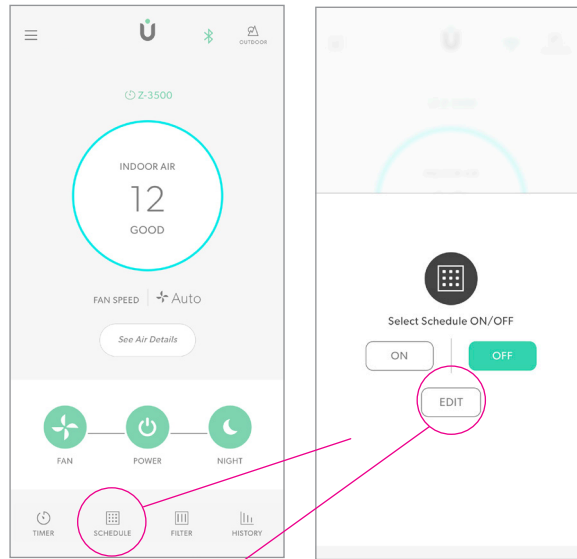 OUTDOOR
Z-3500
INDOOR AIR
12
GOOD
FAN SPEED Auto
See Air Details
FAN POWER NIGHT
TIMER SCHEDULE FILTER HISTORY
Select Schedule ON/OFF
ON OFF
EDIT